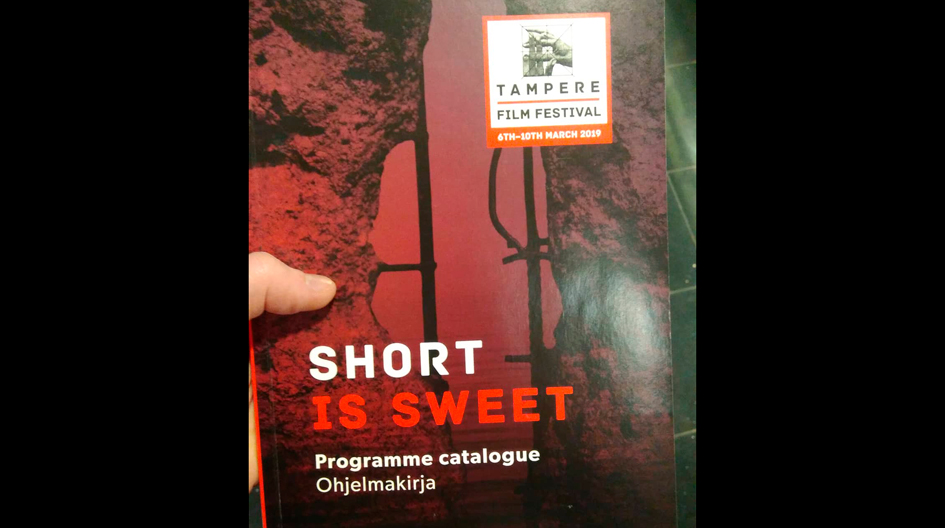 TAMPERE
FILM FESTIVAL
6TH–10TH MARCH 2019
SHORT
IS SWEET
Programme catalogue
Ohjelmakirja